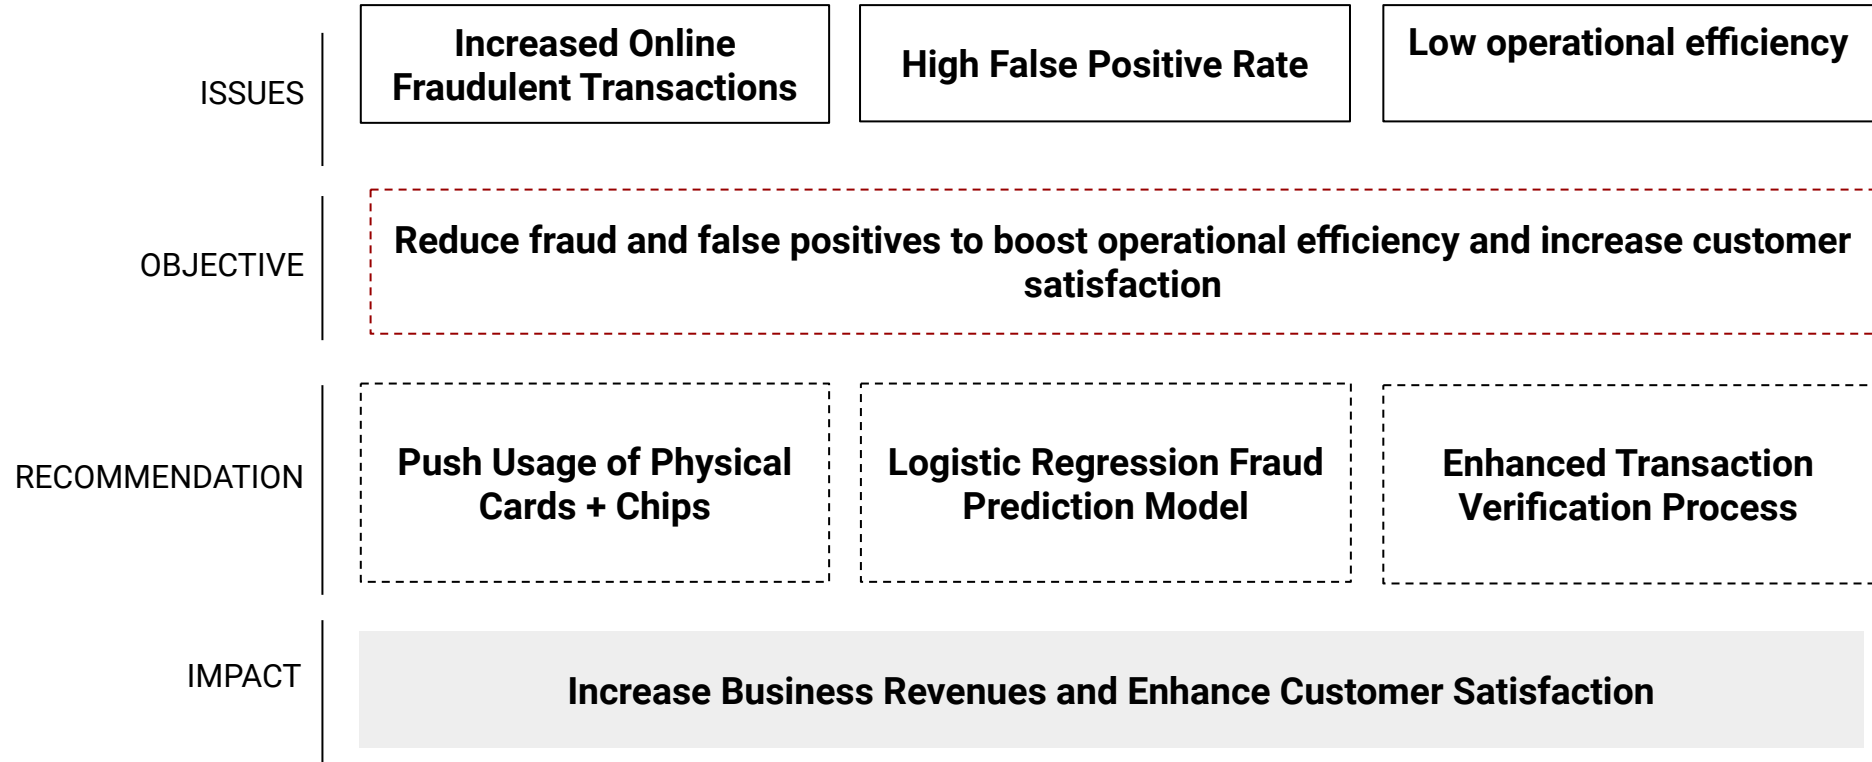 ISSUES
Increased Online
Fraudulent Transactions
High False Positive Rate
Low operational efficiency
OBJECTIVE
Reduce fraud and false positives to boost operational efficiency and increase customer
satisfaction
RECOMMENDATION
Push Usage of Physical
Cards + Chips
Logistic Regression Fraud
Prediction Model
Enhanced Transaction
Verification Process
IMPACT
Increase Business Revenues and Enhance Customer Satisfaction